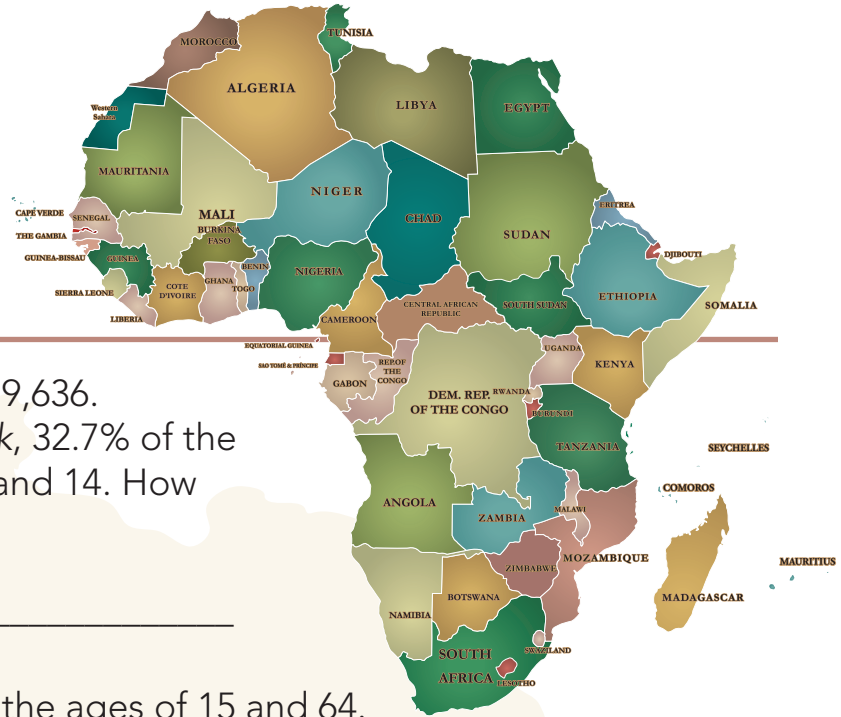 MOROCCO
TUNISIA
ALGERIA
LIBYA
EGYPT
Western
Sahara
MAURITANIA
MALI
NIGER
CHAD
SUDAN
ERITREA
DJIBOUTI
CAPE VERDE
SENEGAL
THE GAMBIA
GUINEA-BISSAU
GUINEA
SIERRA LEONE
LIBERIA
COTE
D'IVOIRE
BURKINA
FASO
GHANA
TOGO
BENIN
NIGERIA
CAMEROON
CENTRAL AFRICAN
REPUBLIC
SOUTH SUDAN
ETHIOPIA
SOMALIA
EQUATORIAL GUINEA
SAO TOMÉ & PRÍNCIPE
GABON
REP.OF
THE
CONGO
DEM. REP.
OF THE CONGO
UGANDA
KENYA
RWANDA
BURUNDI
TANZANIA
SEYCHELLES
COMOROS
ANGOLA
ZAMBIA
MALAWI
MOZAMBIQUE
ZIMBABWE
MADAGASCAR
MAURITIUS
NAMIBIA
BOTSWANA
SWAZILAND
SOUTH
AFRICA
LESOTHO
9,636.
k, 32.7% of the
and 14. How
the ages of 15 and 64.